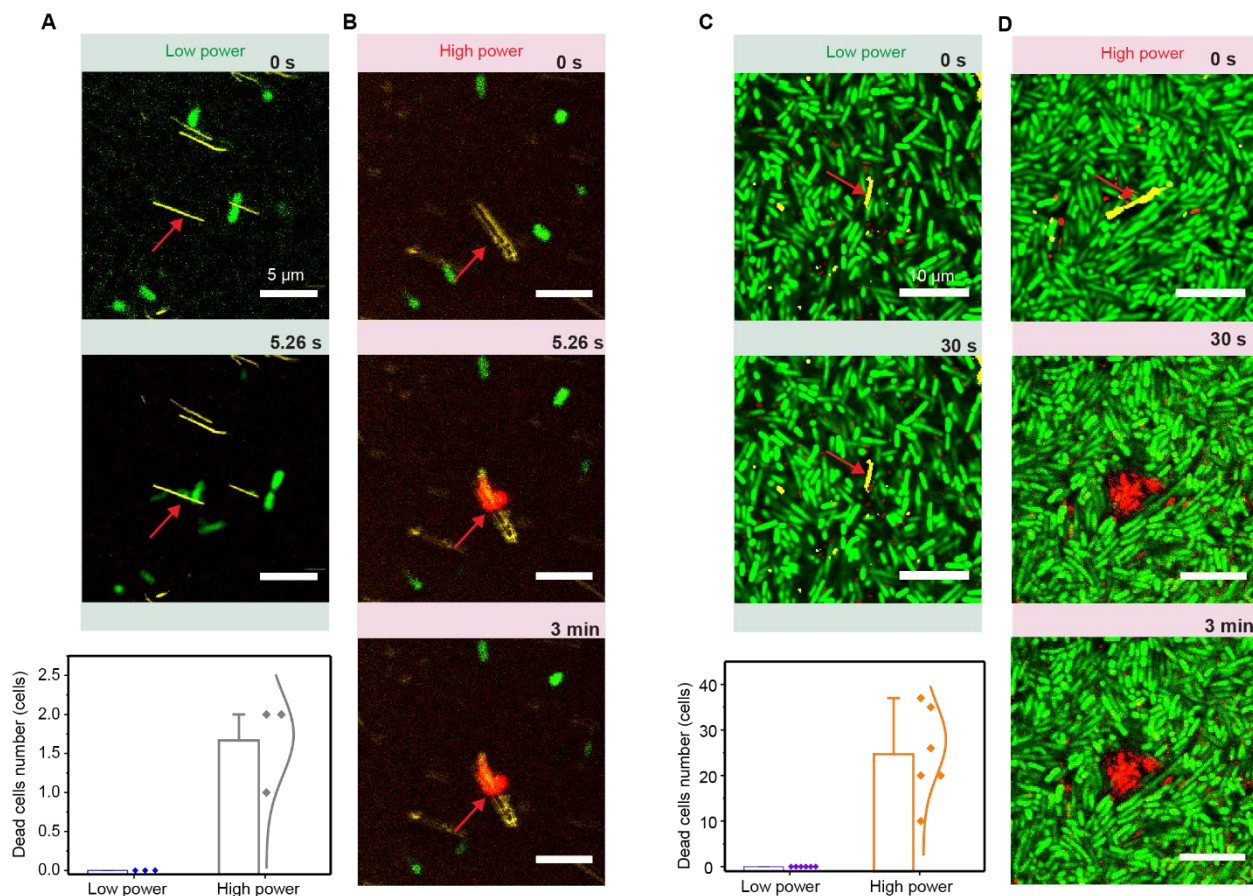 A
Low power
0 s
5 µm
5.26 s
B
High power
0 s
5.26 s
3 min
Dead cells number (cells)
2.5
2.0
1.5
1.0
0.5
0.0
Low power
High power
C
Low power
0 s
10 µm
30 s
D
High power
0 s
30 s
3 min
Dead cells number (cells)
40
30
20
10
0
Low power
High power